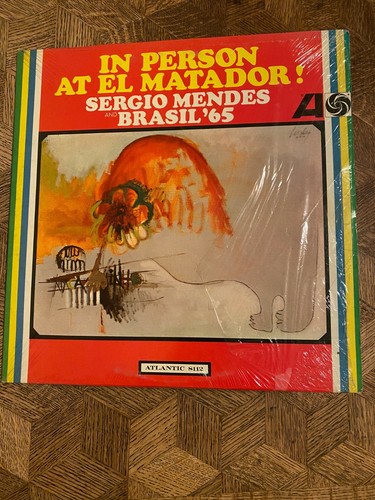 IN PERSON
AT EL MATADOR!
SERGIO MENDES
AND BRASIL '65
A
ATLANTIC 8112